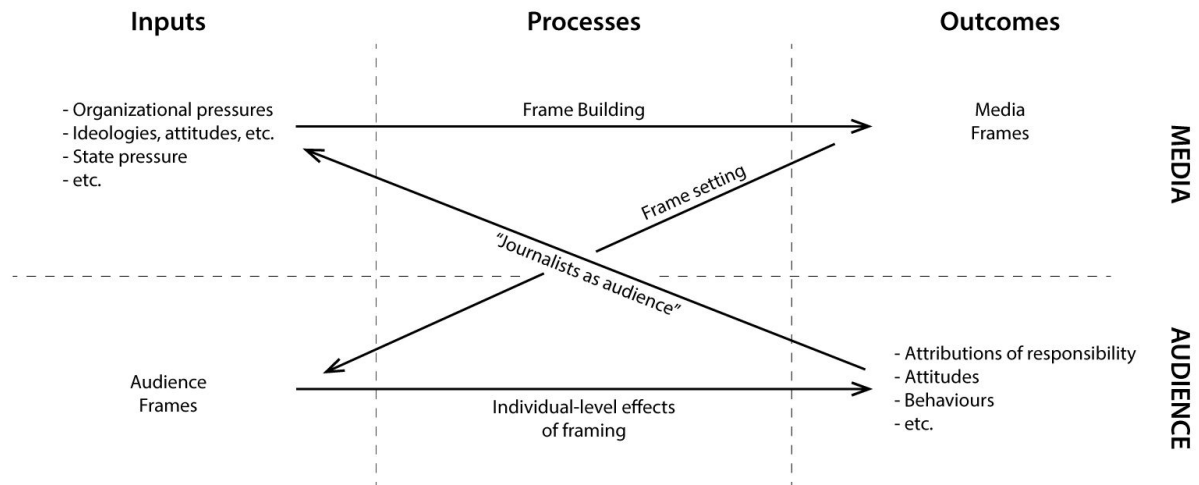 Inputs
Processes
Outcomes
- Organizational pressures
- Ideologies, attitudes, etc.
- State pressure
- etc.
Frame Building
Media
Frames
MEDIA
Frame setting
“Journalists as audience”
Audience
Frames
Individual-level effects
of framing
- Attributions of responsibility
- Attitudes
- Behaviours
- etc.
AUDIENCE